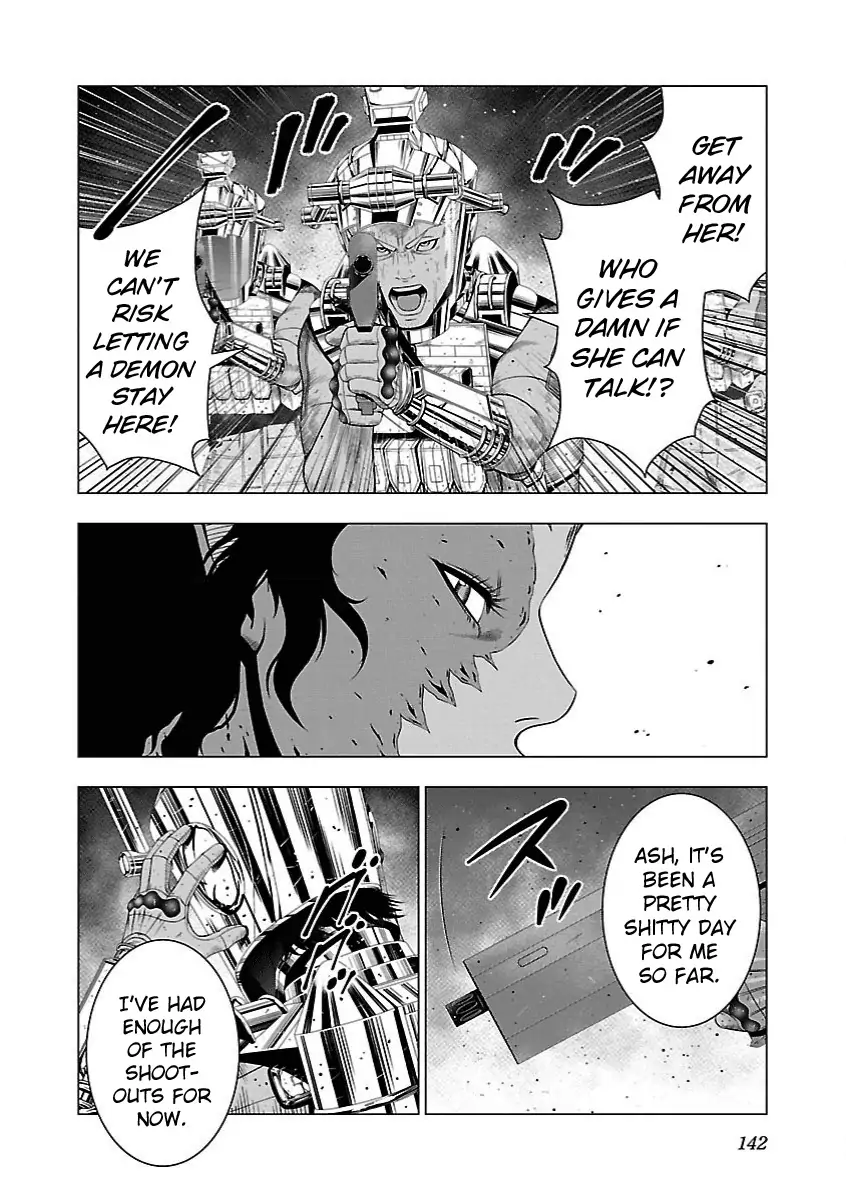 GET
AWAY
FROM
HER!
WHO
GIVES A
DAMN IF
SHE CAN
TALK!?
WE
CAN'T
RISK
LETTING
A DEMON
STAY
HERE!
ASH, IT'S
BEEN A
PRETTY
SHITTY DAY
FOR ME
SO FAR.
ス
I'VE HAD
ENOUGH
OF THE
SHOOT-
OUTS FOR
NOW.
142